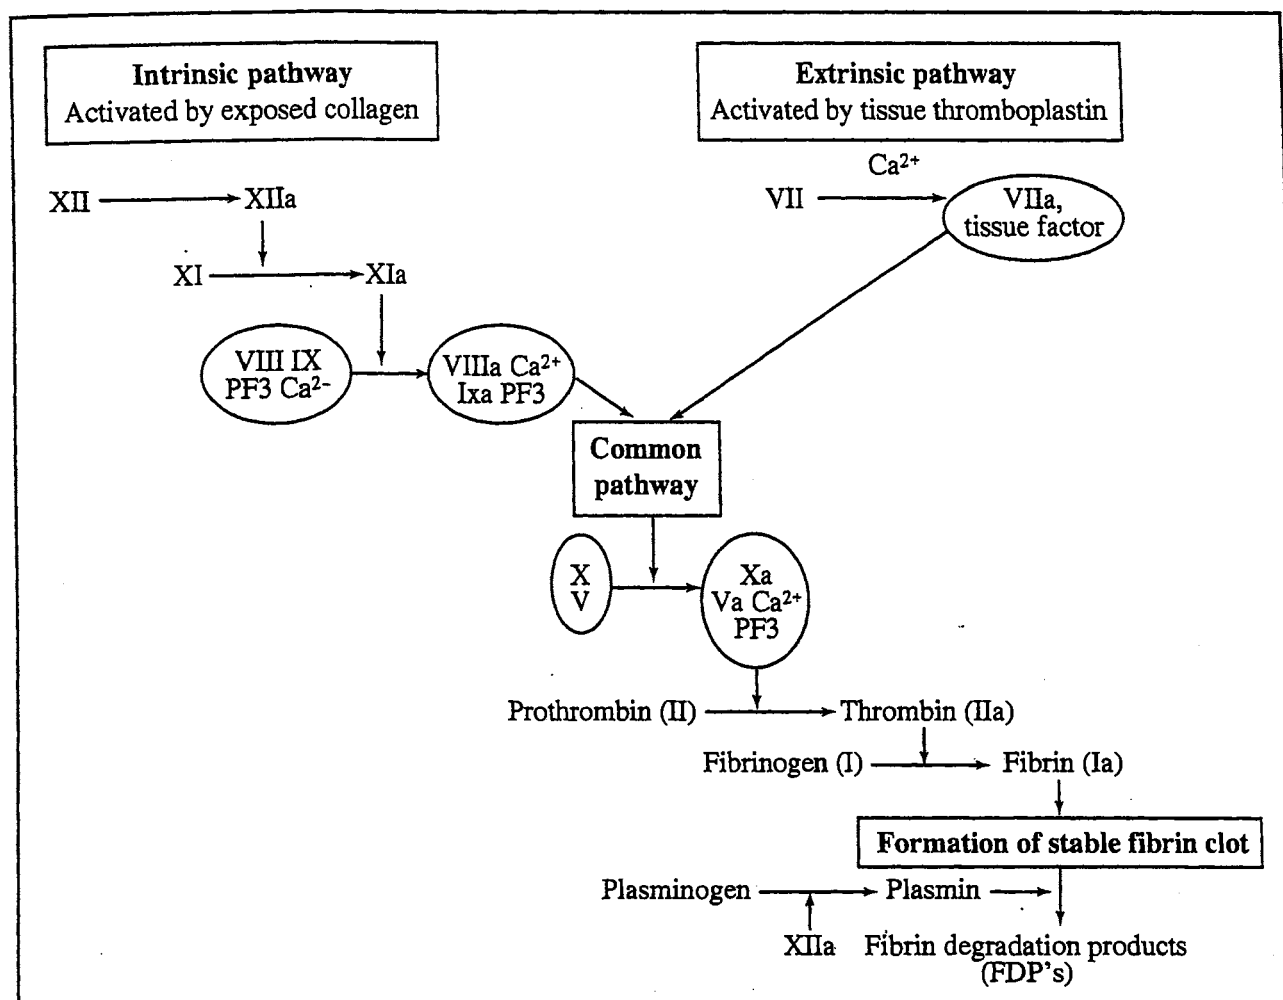 Intrinsic pathway
Activated by exposed collagen
Extrinsic pathway
Activated by tissue thromboplastin
Ca²⁺
XII
XIIa
VII
VIIa,
tissue factor
XI
XIa
VIII IX
PF3 Ca²⁻
VIIIa Ca²⁺
Ixa PF3
Common
pathway
X
V
Xa
Va Ca²⁺
PF3
Prothrombin (II)
Thrombin (IIa)
Fibrinogen (I)
Fibrin (Ia)
Formation of stable fibrin clot
Plasminogen
Plasmin
XIIa
Fibrin degradation products
(FDP's)